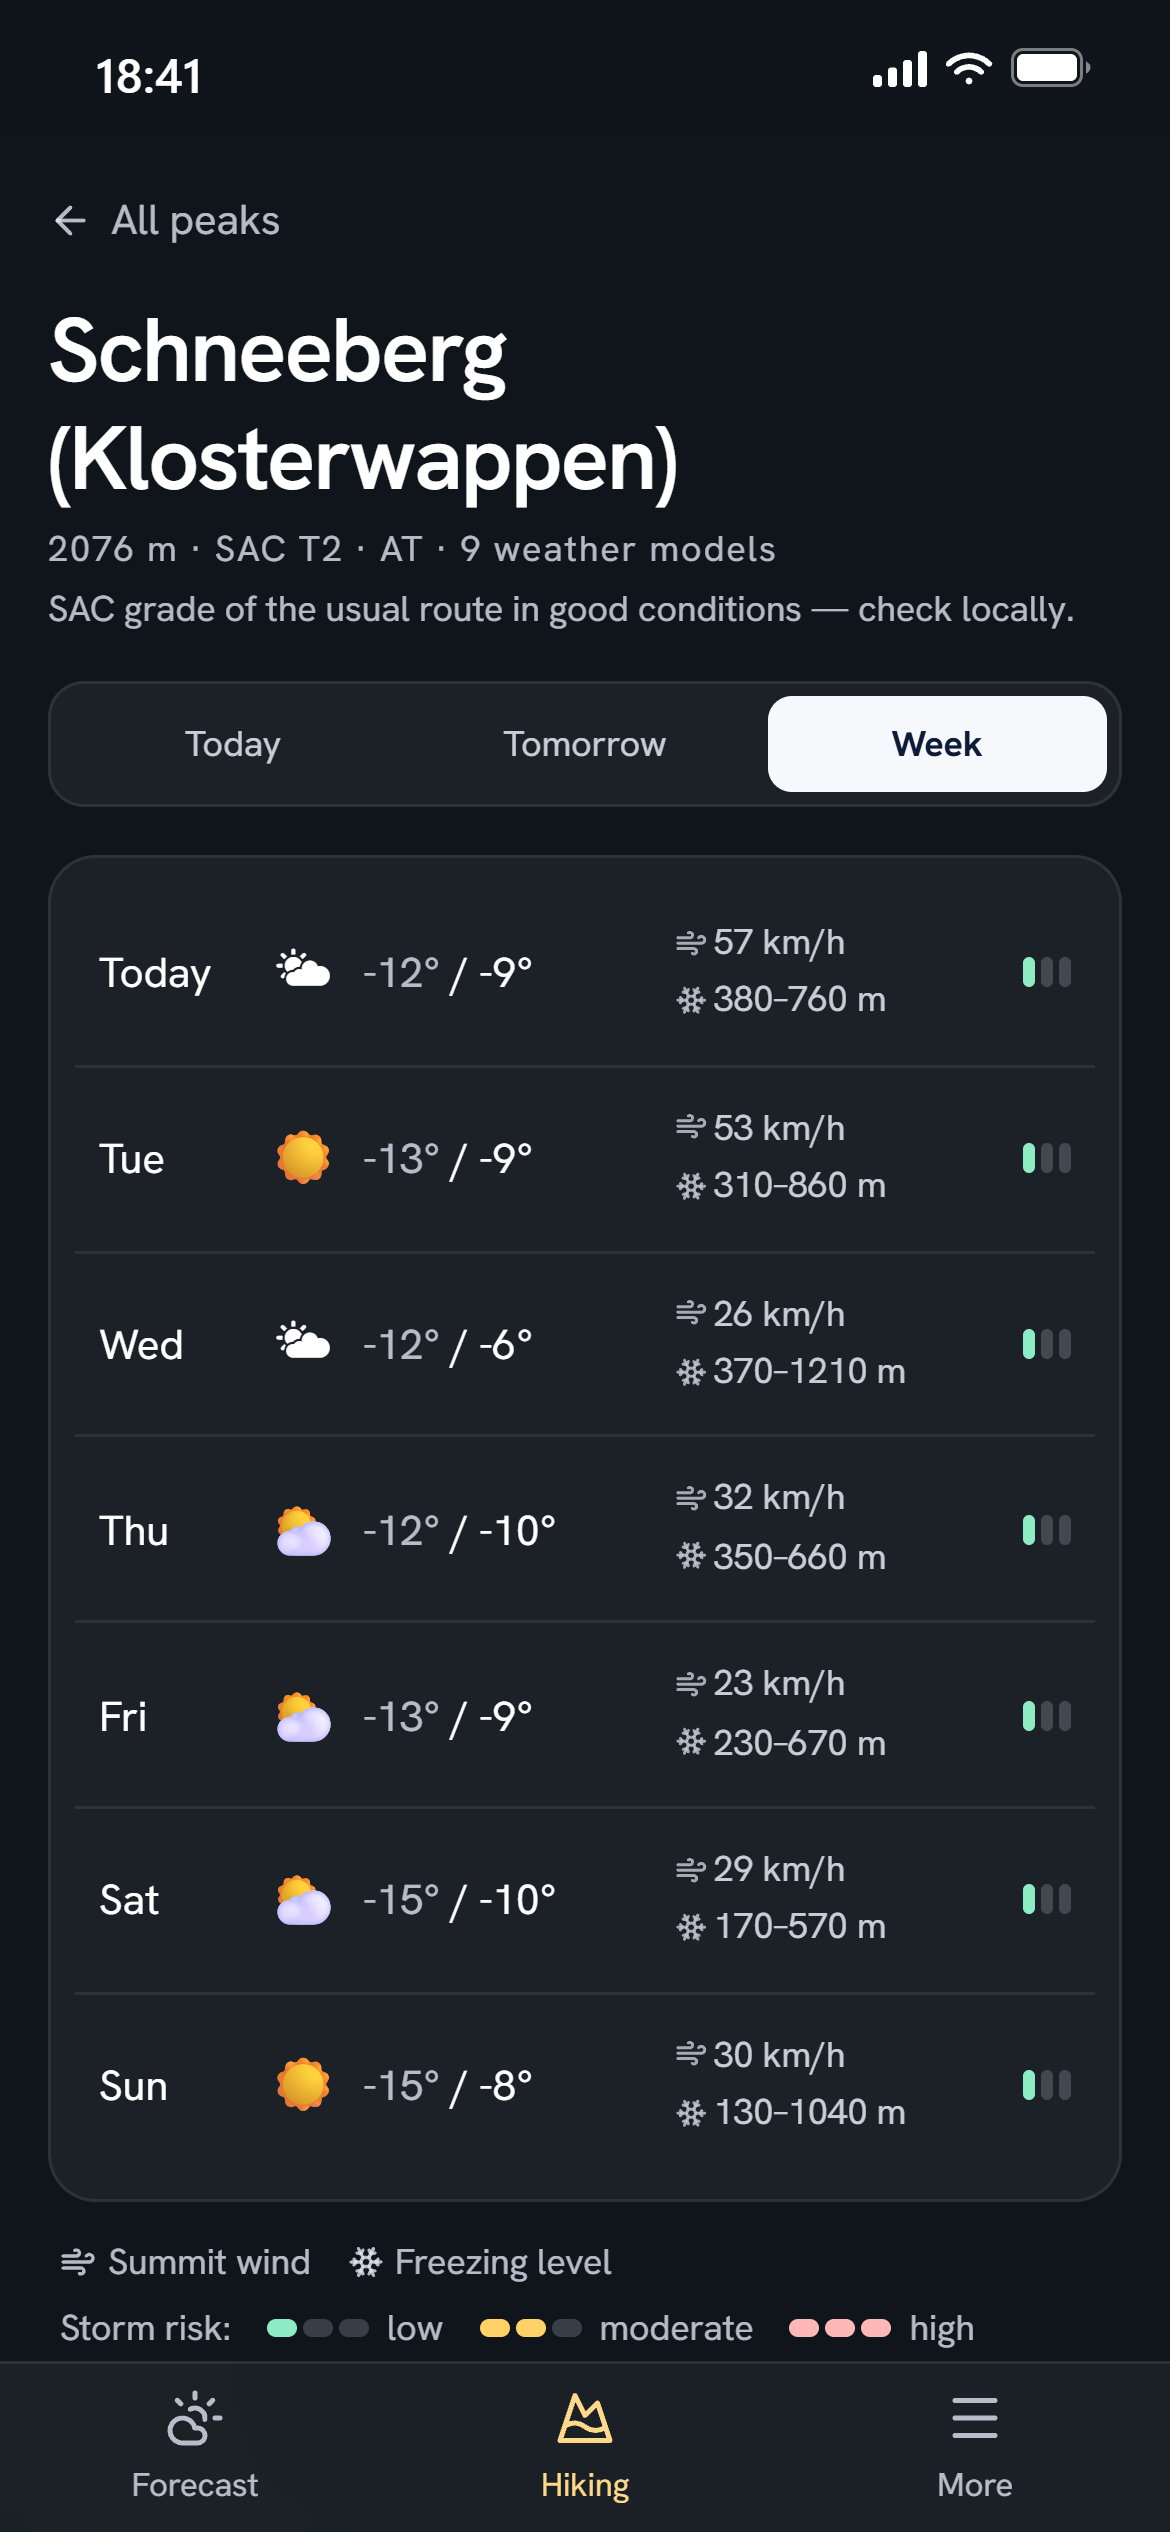 18:41
All peaks
Schneeberg
(Klosterwappen)
2076 m · SAC T2 · AT · 9 weather models
SAC grade of the usual route in good conditions — check locally.
Today Tomorrow Week
Today -12° / -9° 57 km/h
380–760 m
Tue -13° / -9° 53 km/h
310–860 m
Wed -12° / -6° 26 km/h
370–1210 m
Thu -12° / -10° 32 km/h
350–660 m
Fri -13° / -9° 23 km/h
230–670 m
Sat -15° / -10° 29 km/h
170–570 m
Sun -15° / -8° 30 km/h
130–1040 m
Summit wind Freezing level
Storm risk: low moderate high
Forecast Hiking More